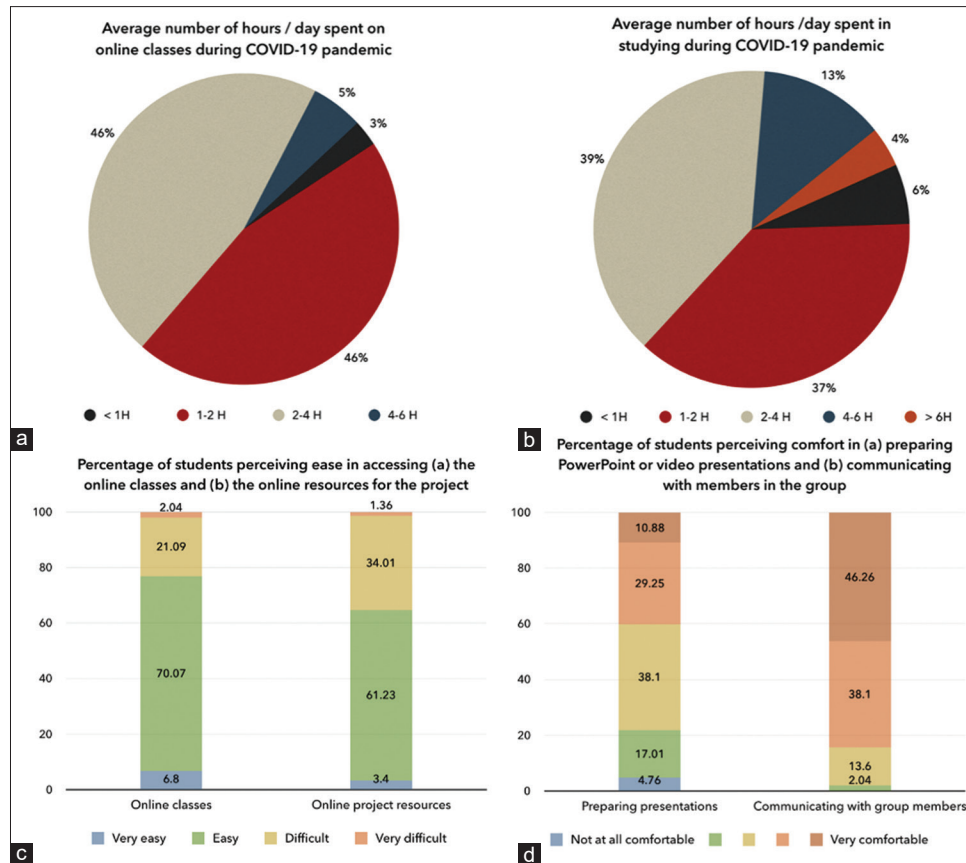 Average number of hours / day spent on
online classes during COVID-19 pandemic
5%
3%
46%
46%
< 1H 1-2 H 2-4 H 4-6 H
a
Average number of hours /day spent in
studying during COVID-19 pandemic
13%
4%
39%
6%
37%
< 1H 1-2 H 2-4 H 4-6 H > 6H
b
Percentage of students perceiving ease in accessing (a) the
online classes and (b) the online resources for the project
100
80
60
40
20
0
2.04
21.09
70.07
6.8
1.36
34.01
61.23
3.4
Online classes Online project resources
Very easy Easy Difficult Very difficult
c
Percentage of students perceiving comfort in (a) preparing
PowerPoint or video presentations and (b) communicating
with members in the group
100
80
60
40
20
0
10.88
29.25
38.1
17.01
4.76
46.26
38.1
13.6
2.04
Preparing presentations Communicating with group members
Not at all comfortable Very comfortable
d